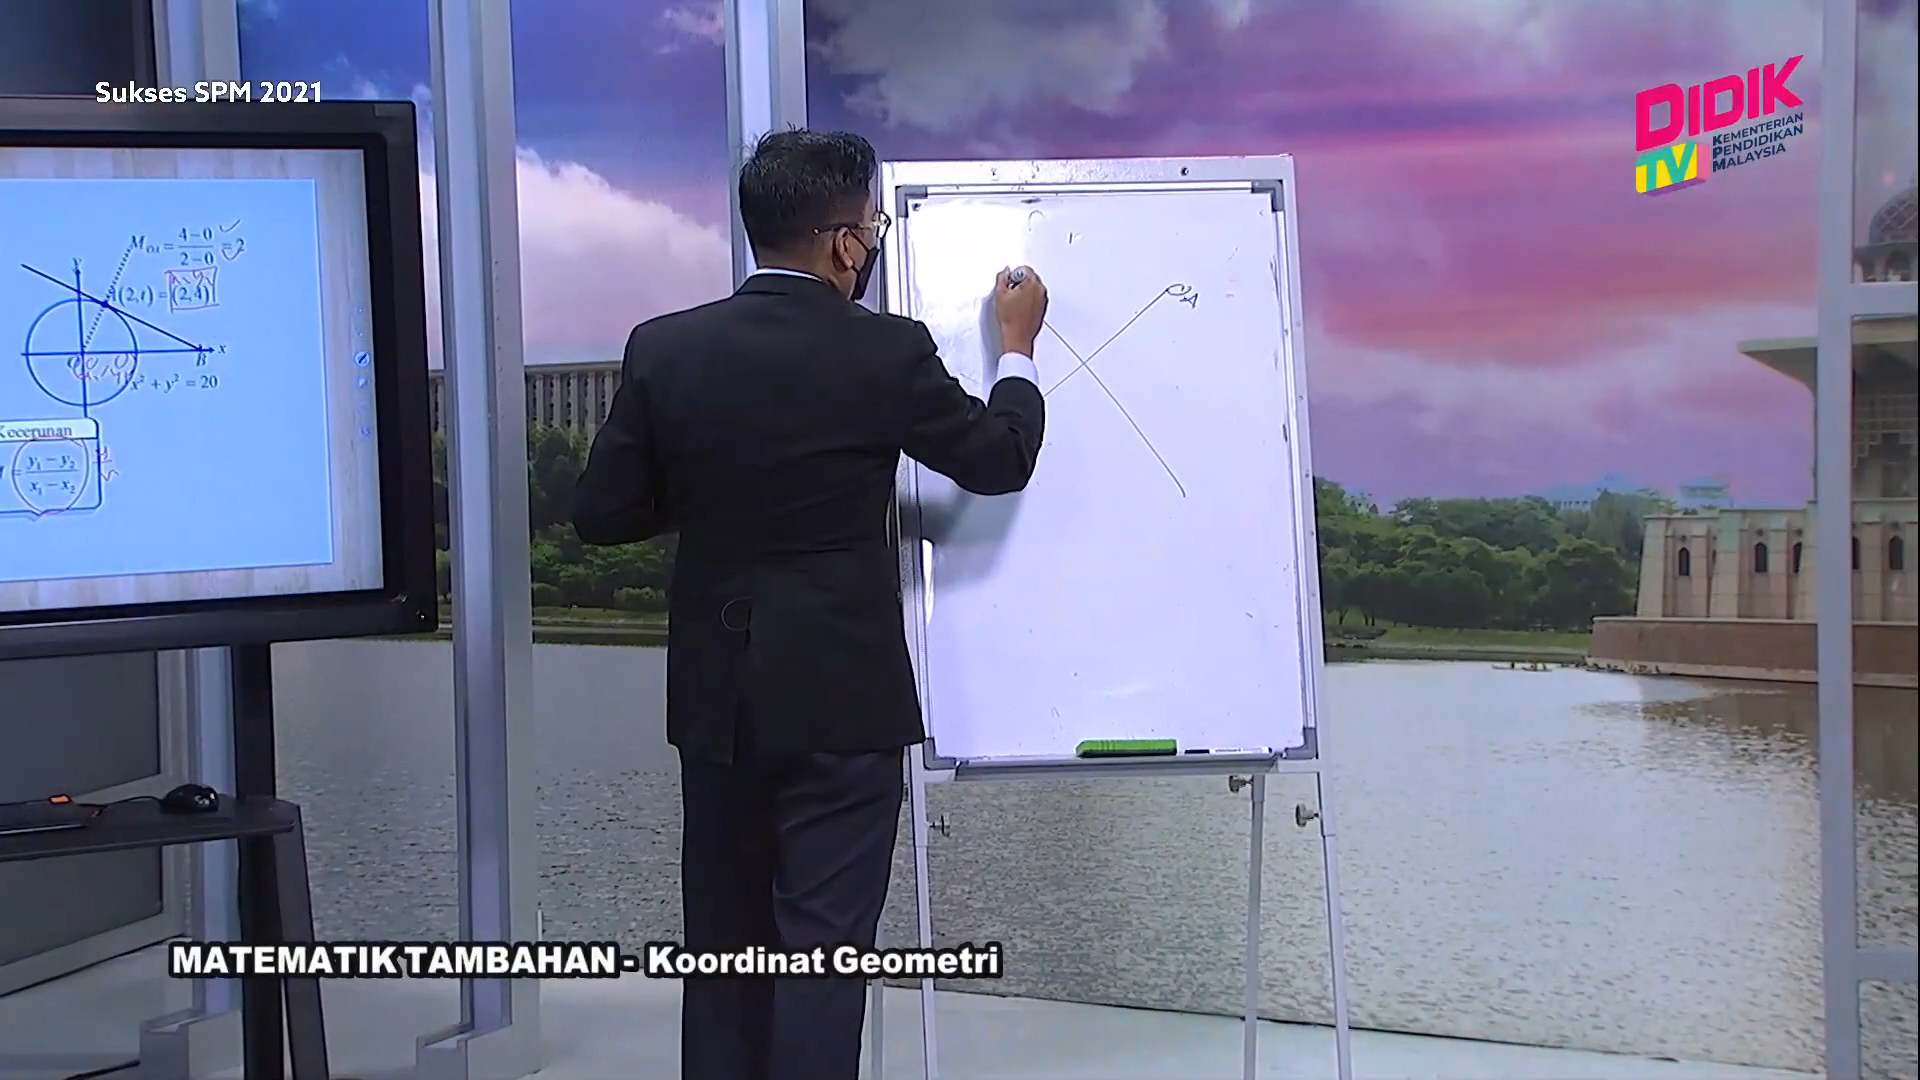 Sukses SPM 2021
DIDIK
TV
KEMENTERIAN
PENDIDIKAN
MALAYSIA
M_OA = 4-0 / 2-0 = 2
A(2,t) = (2,4)
y
x
B
x² + y² = 20
Kecerunan
= y₁ - y₂ / x₁ - x₂
OA
MATEMATIK TAMBAHAN - Koordinat Geometri